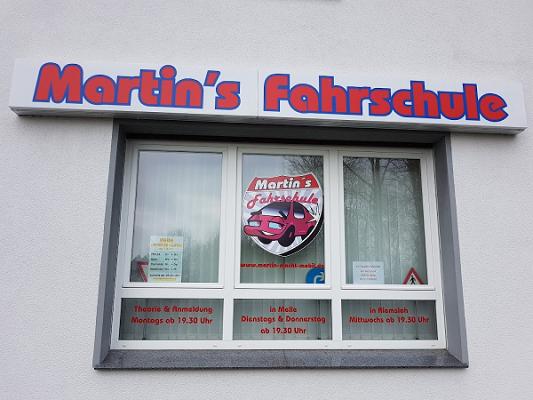 Martin's Fahrschule
Martin's
Fahrschule
www.martin-macht-mobil.de
Melle
Theorie & Anmeldung
Montags ab 19.30 Uhr
in Melle
Dienstags & Donnerstag
ab 19.30 Uhr
in Riemsloh
Mittwochs ab 19.30 Uhr